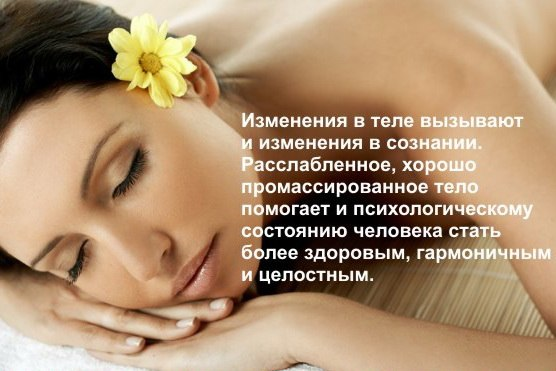 Изменения в теле вызывают
и изменения в сознании.
Расслабленное, хорошо
промассированное тело
помогает и психологическому
состоянию человека стать
более здоровым, гармоничным
и целостным.